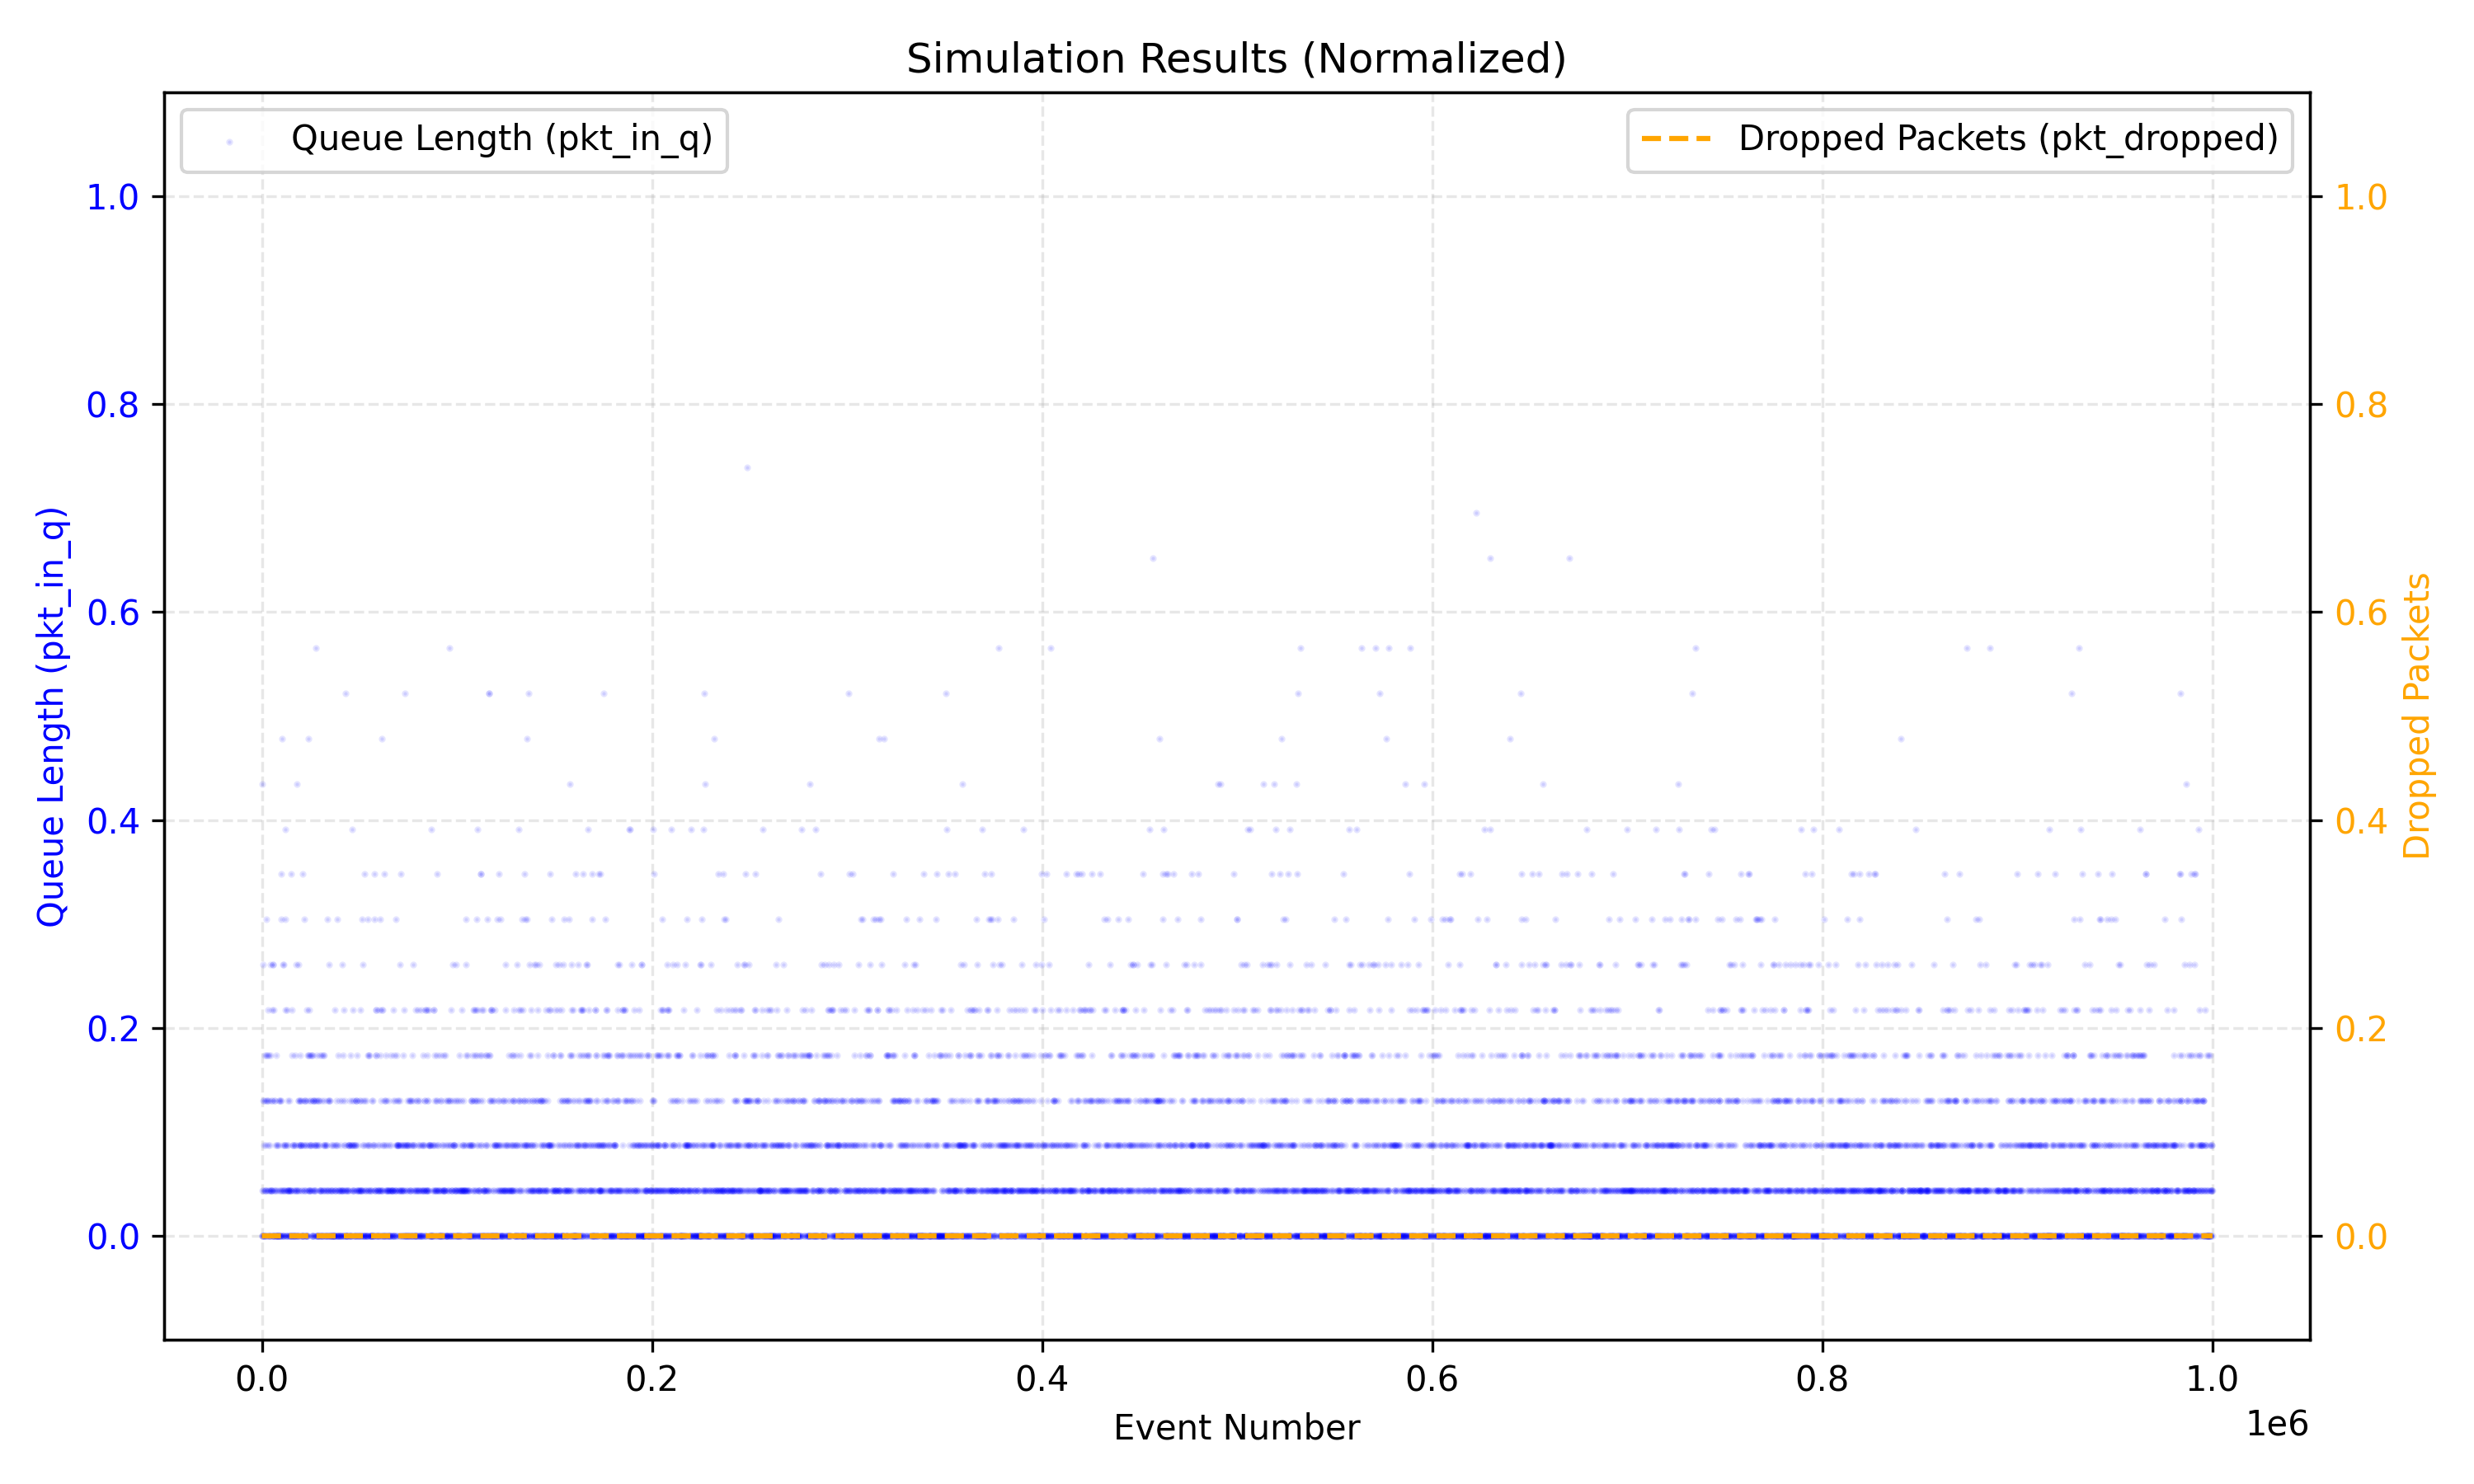 Simulation Results (Normalized)
Queue Length (pkt_in_q)
Dropped Packets (pkt_dropped)
Queue Length (pkt_in_q)
1.0
0.8
0.6
0.4
0.2
0.0
1.0
0.8
0.6
0.4
0.2
0.0
Dropped Packets
0.0 0.2 0.4 0.6 0.8 1.0
1e6
Event Number